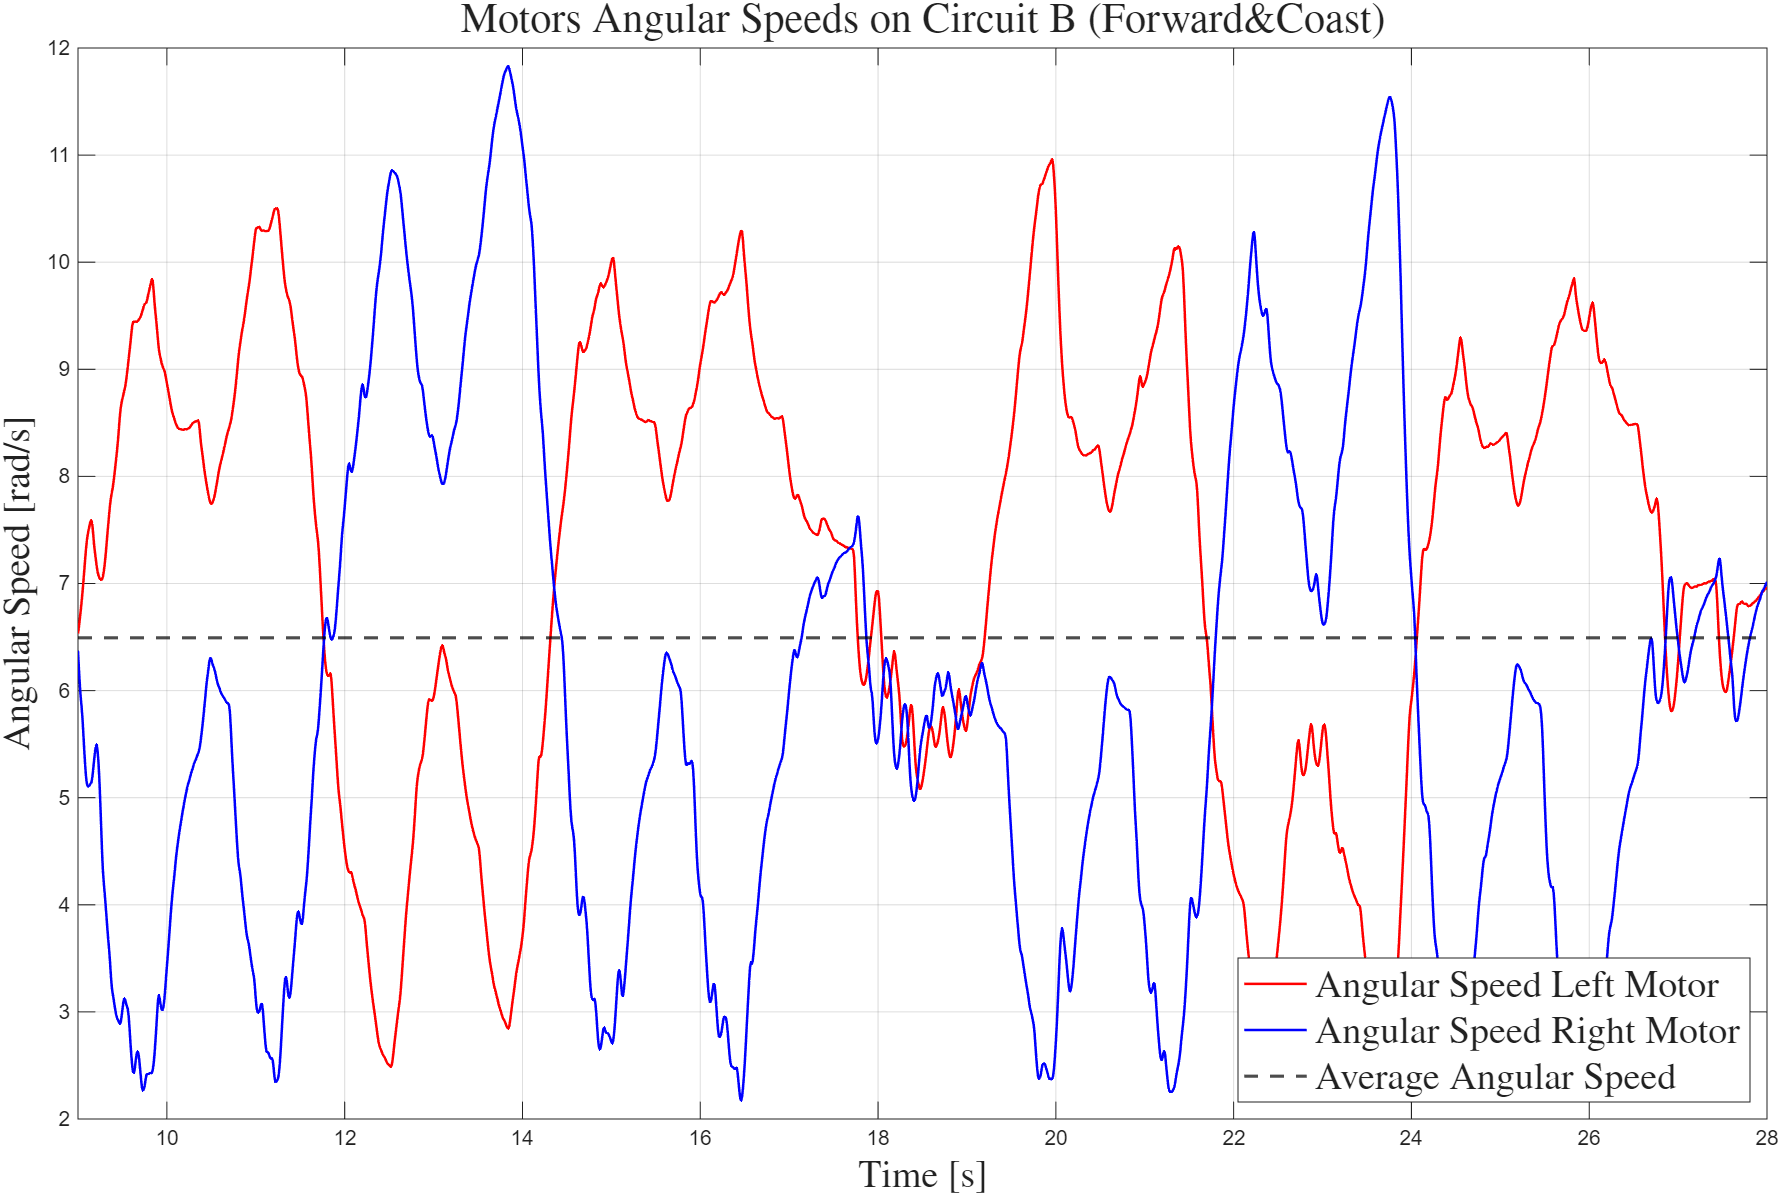 Motors Angular Speeds on Circuit B (Forward&Coast)
12
11
10
9
8
7
6
5
4
3
2
Angular Speed [rad/s]
Angular Speed Left Motor
Angular Speed Right Motor
Average Angular Speed
10 12 14 16 18 20 22 24 26 28
Time [s]